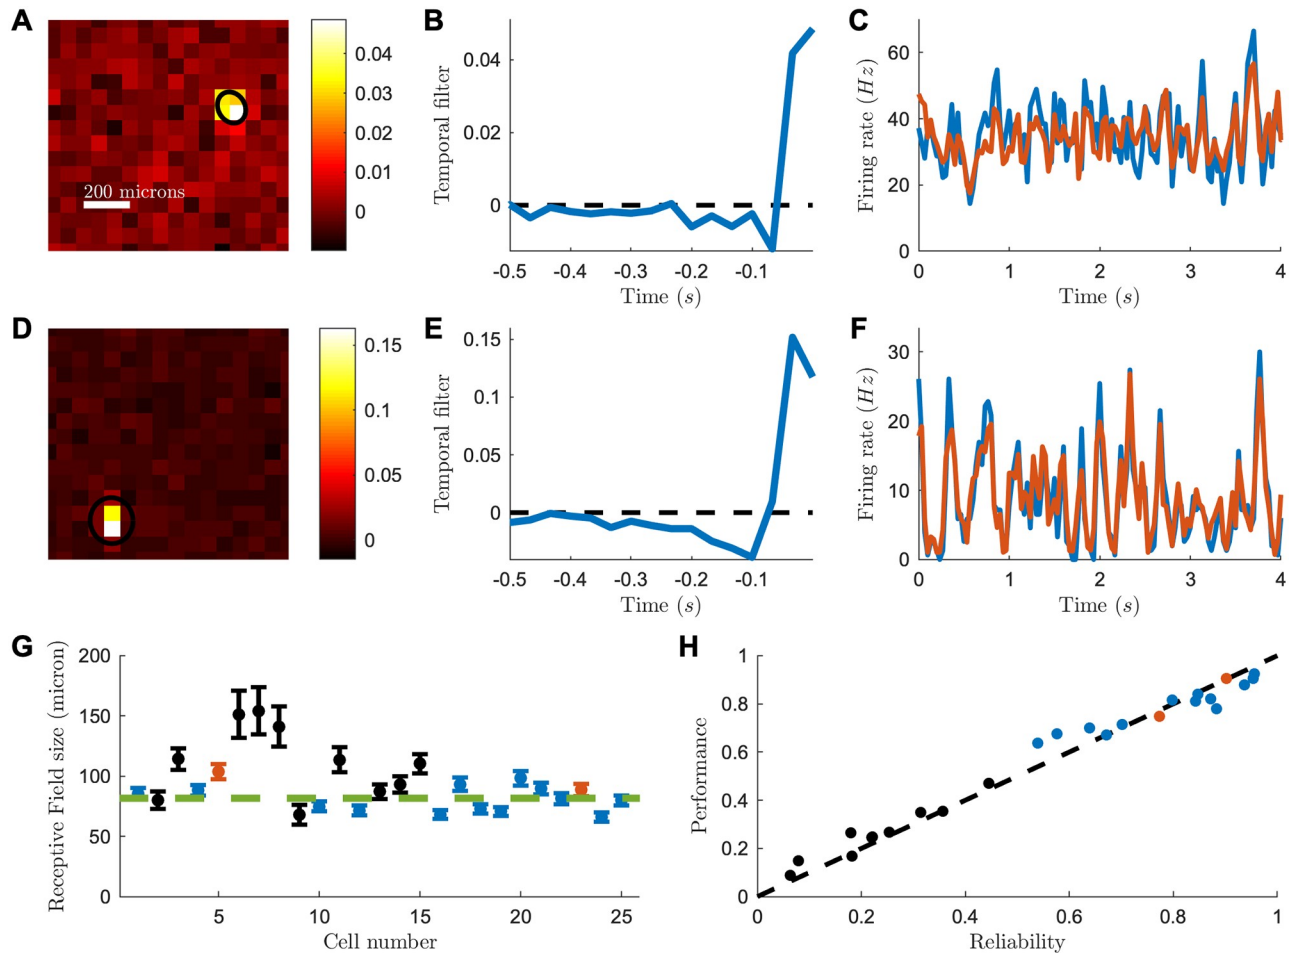 A
0.04
0.03
0.02
0.01
0
200 microns
B
Temporal filter
0.04
0.02
0
-0.5 -0.4 -0.3 -0.2 -0.1
Time (s)
C
Firing rate (Hz)
60
40
20
0
0 1 2 3 4
Time (s)
D
0.15
0.1
0.05
0
E
Temporal filter
0.15
0.1
0.05
0
-0.5 -0.4 -0.3 -0.2 -0.1
Time (s)
F
Firing rate (Hz)
30
20
10
0
0 1 2 3 4
Time (s)
G
Receptive Field size (micron)
200
150
100
50
0
5 10 15 20 25
Cell number
H
Performance
1
0.8
0.6
0.4
0.2
0
0 0.2 0.4 0.6 0.8 1
Reliability